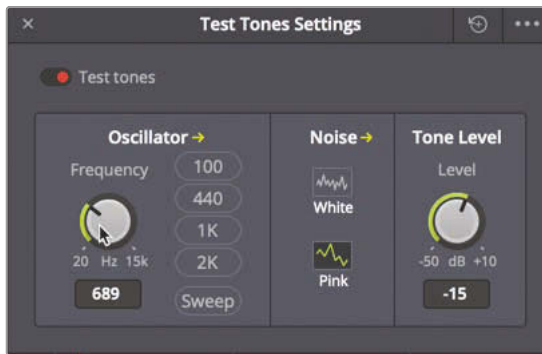 × Test Tones Settings •••
Test tones
Oscillator →
Frequency
20 Hz 15k
689
100
440
1K
2K
Sweep
Noise →
White
Pink
Tone Level
Level
-50 dB +10
-15